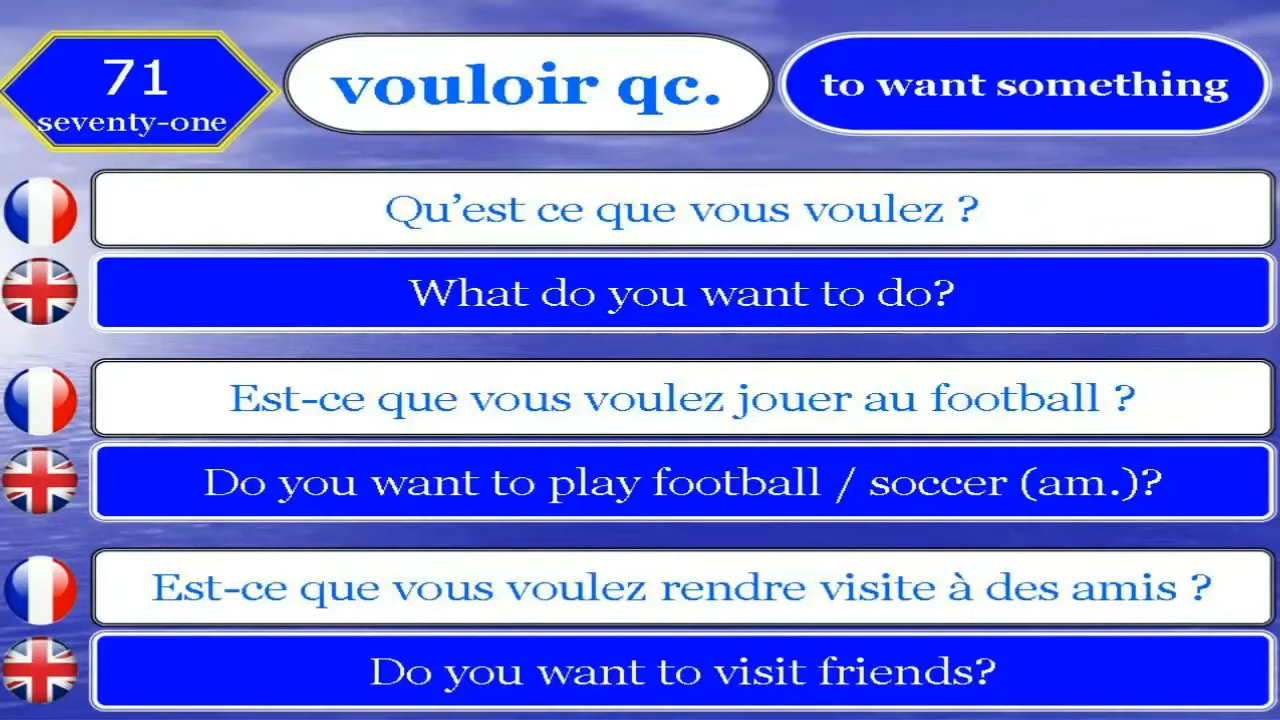 71
seventy-one
vouloir qc.
to want something
Qu’est ce que vous voulez ?
What do you want to do?
Est-ce que vous voulez jouer au football ?
Do you want to play football / soccer (am.)?
Est-ce que vous voulez rendre visite à des amis ?
Do you want to visit friends?